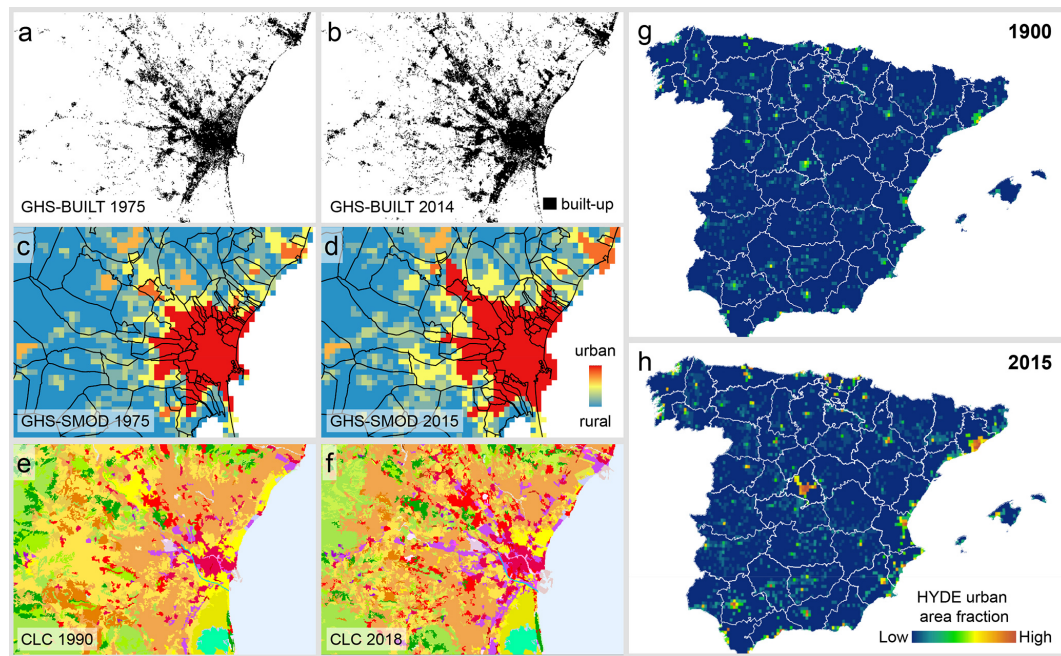 a
GHS-BUILT 1975
b
GHS-BUILT 2014
built-up
c
GHS-SMOD 1975
d
GHS-SMOD 2015
urban
rural
e
CLC 1990
f
CLC 2018
g
1900
h
2015
HYDE urban
area fraction
Low High